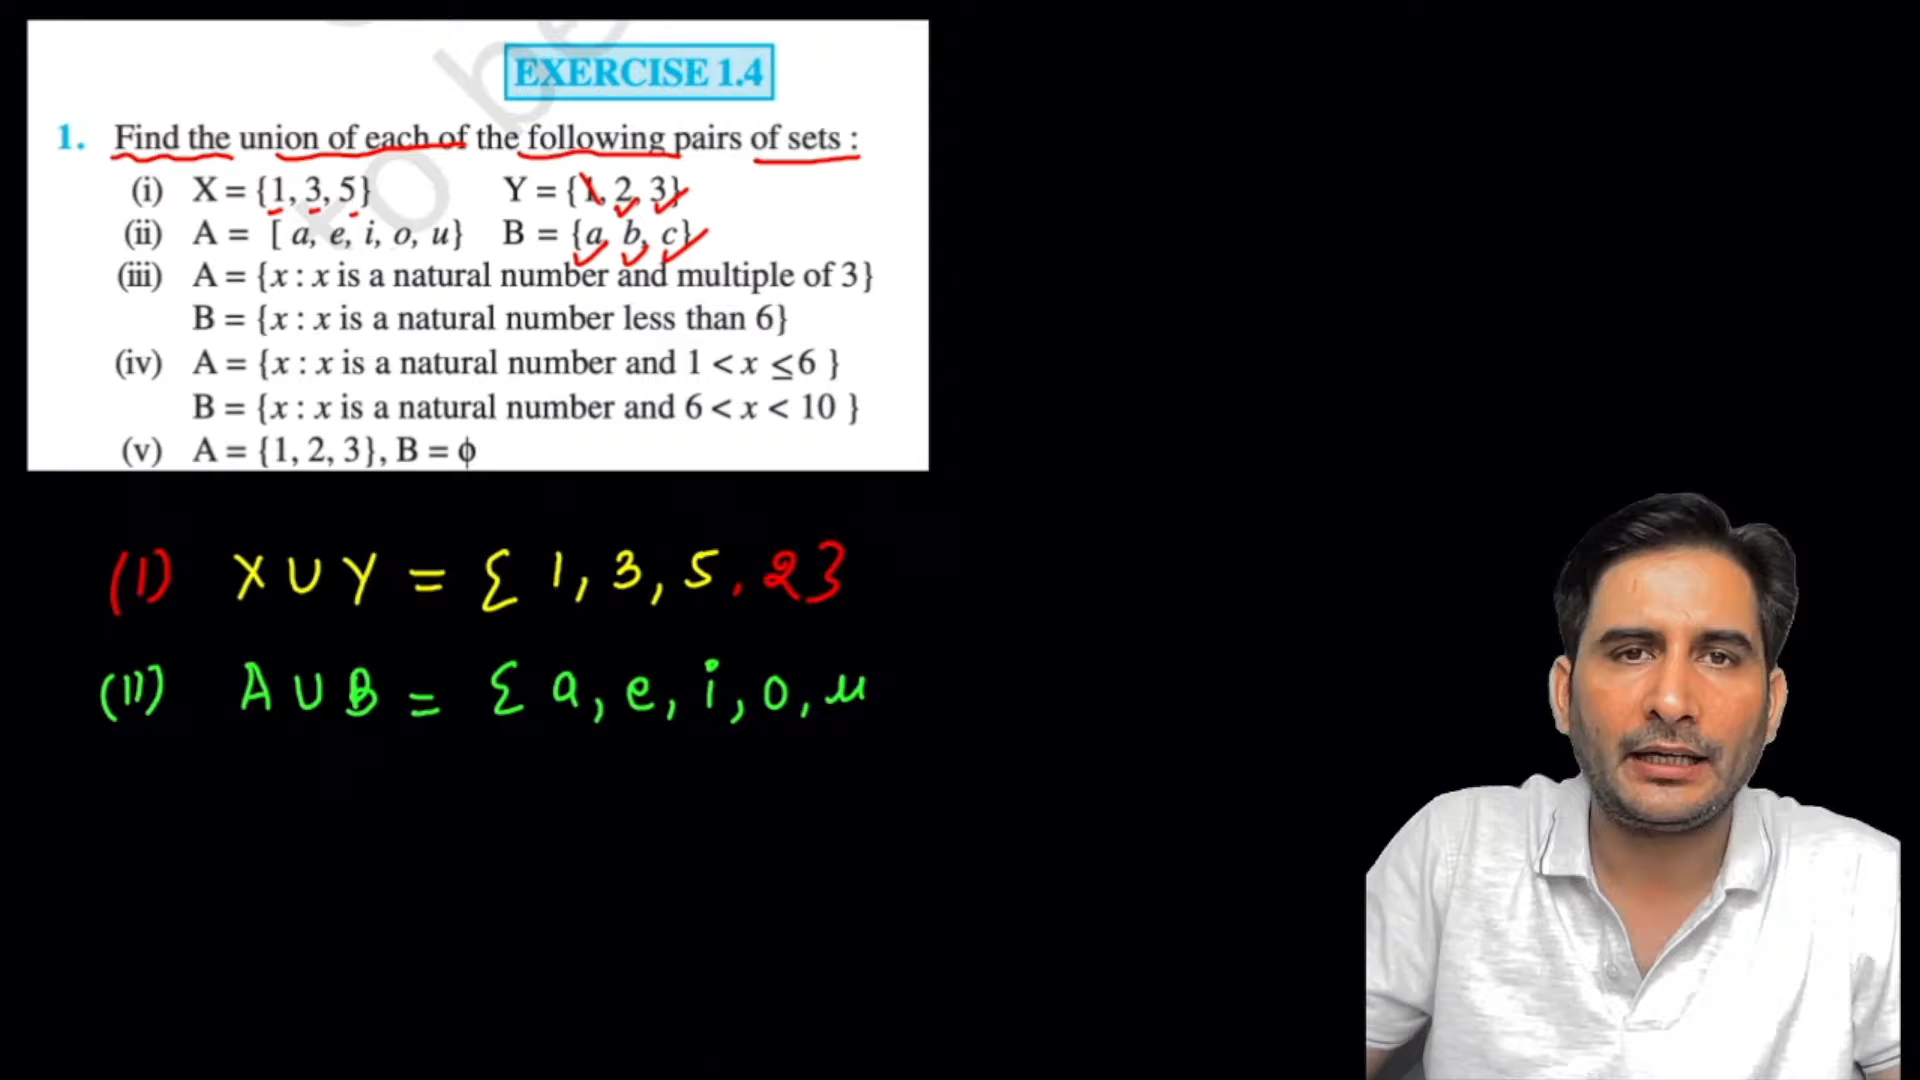 EXERCISE 1.4
1. Find the union of each of the following pairs of sets :
(i) X = {1, 3, 5} Y = {1, 2, 3}
(ii) A = [ a, e, i, o, u} B = {a, b, c}
(iii) A = {x : x is a natural number and multiple of 3}
B = {x : x is a natural number less than 6}
(iv) A = {x : x is a natural number and 1 < x ≤ 6 }
B = {x : x is a natural number and 6 < x < 10 }
(v) A = {1, 2, 3}, B = ϕ
(I) X ∪ Y = { 1, 3, 5, 2}
(II) A ∪ B = { a, e, i, o, u